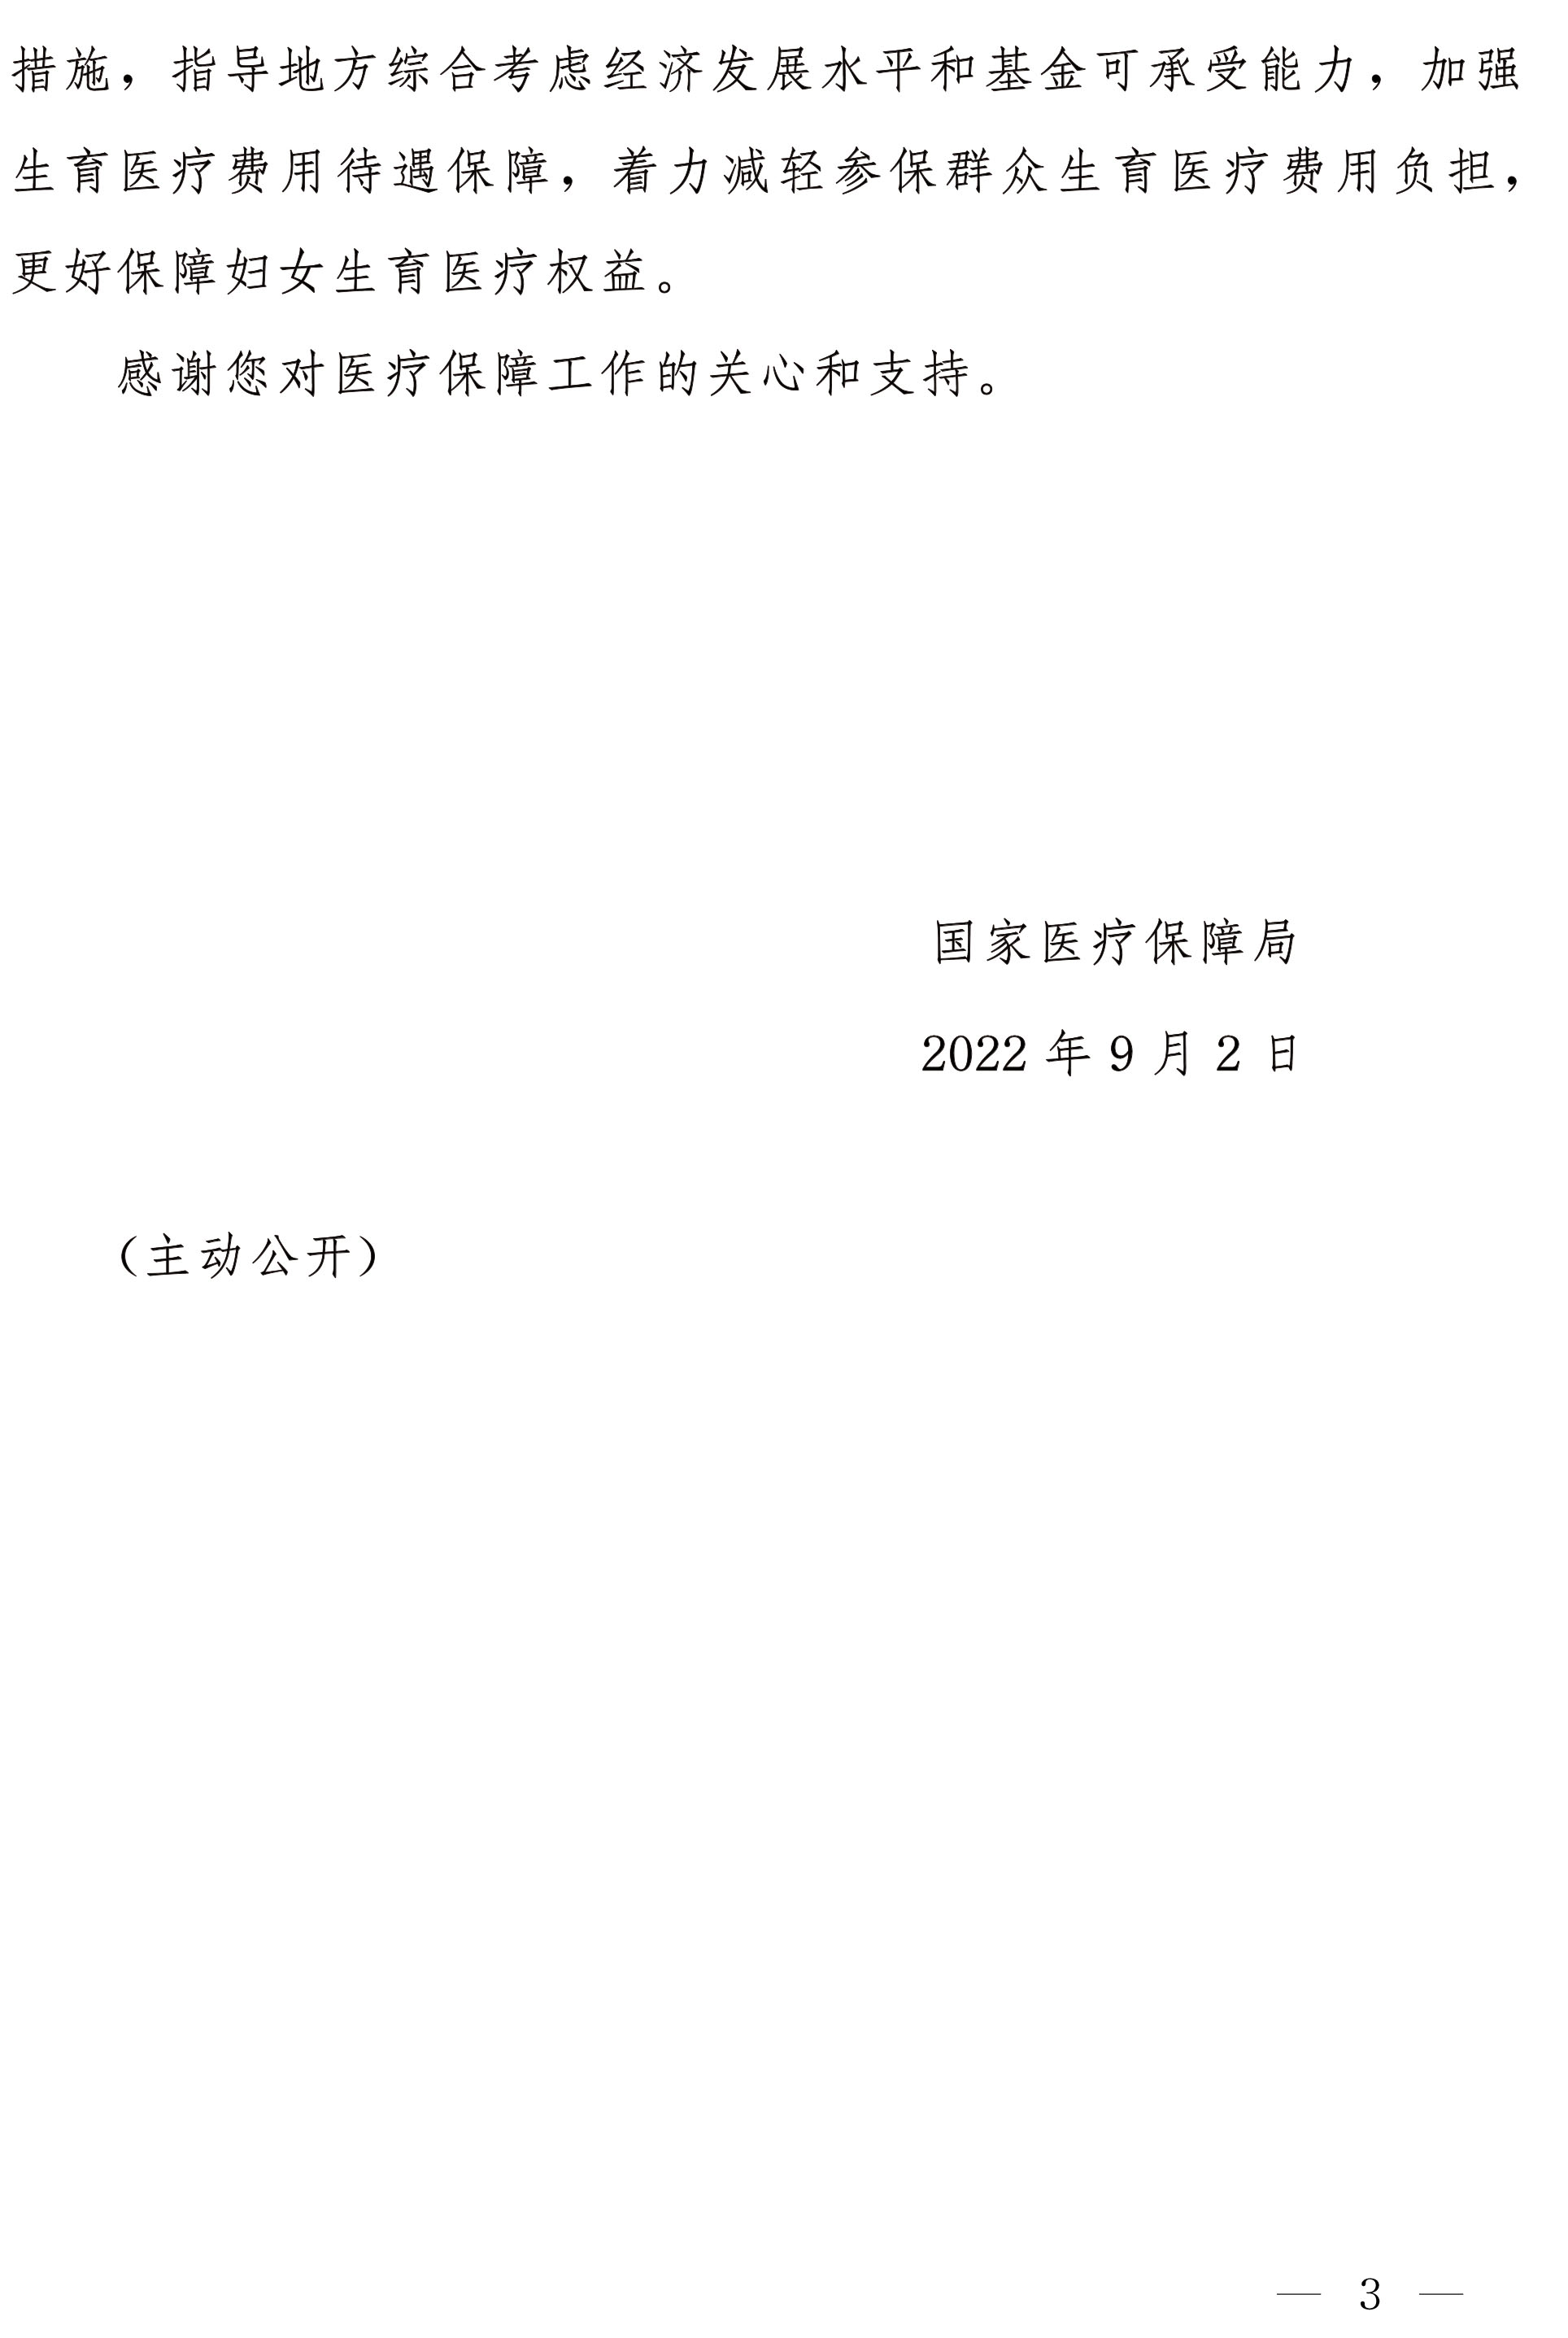 措施，指导地方综合考虑经济发展水平和基金可承受能力，加强
生育医疗费用待遇保障，着力减轻参保群众生育医疗费用负担，
更好保障妇女生育医疗权益。
感谢您对医疗保障工作的关心和支持。
国家医疗保障局
2022 年 9 月 2 日
（主动公开）
— 3 —